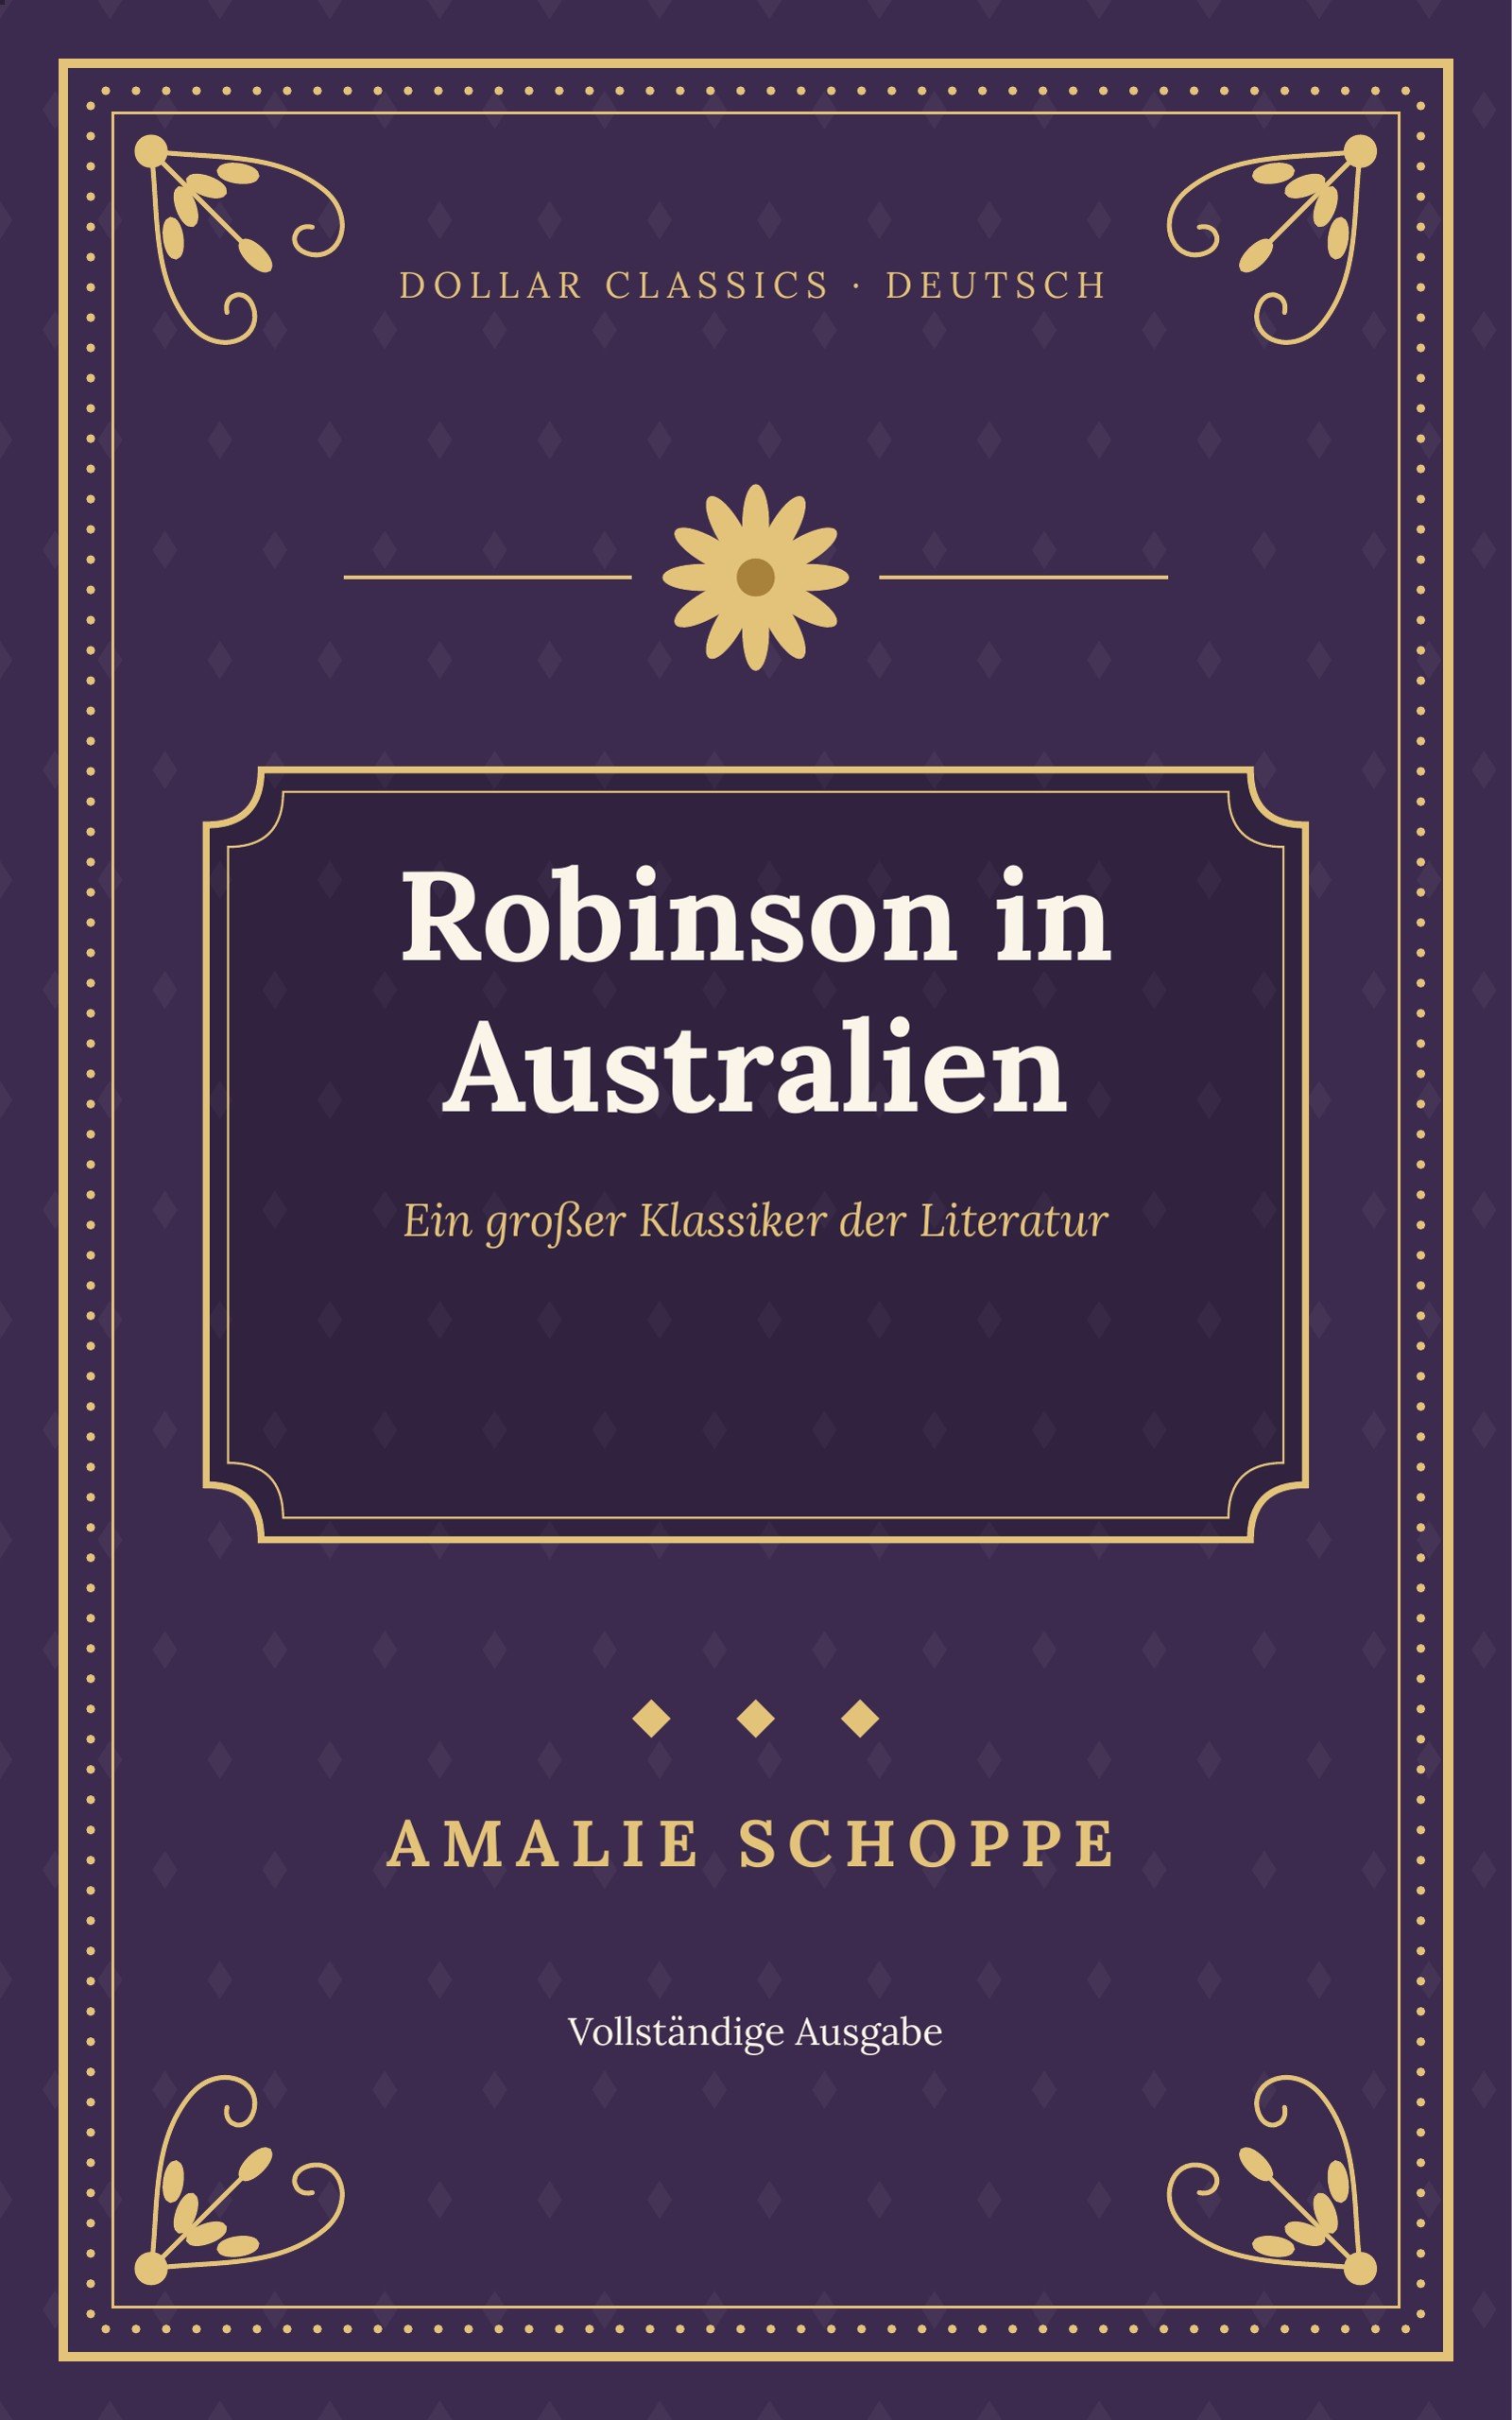 DOLLAR CLASSICS · DEUTSCH
Robinson in
Australien
Ein großer Klassiker der Literatur
AMALIE SCHOPPE
Vollständige Ausgabe